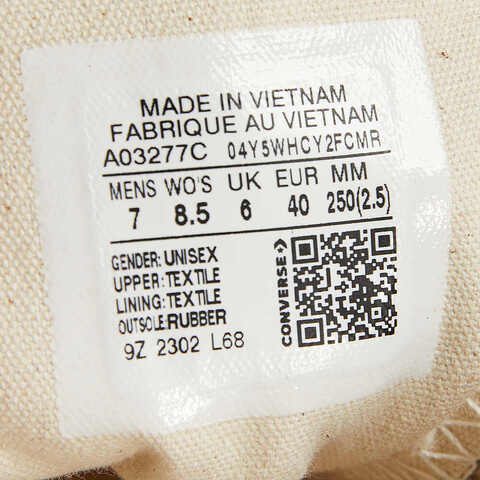 MADE IN VIETNAM
FABRIQUE AU VIETNAM
A03277C 04Y5WHCY2FCMR
MENS WO'S UK EUR MM
7 8.5 6 40 250(2.5)
GENDER: UNISEX
UPPER: TEXTILE
LINING: TEXTILE
OUTSOLE: RUBBER
9Z 2302 L68
CONVERSE